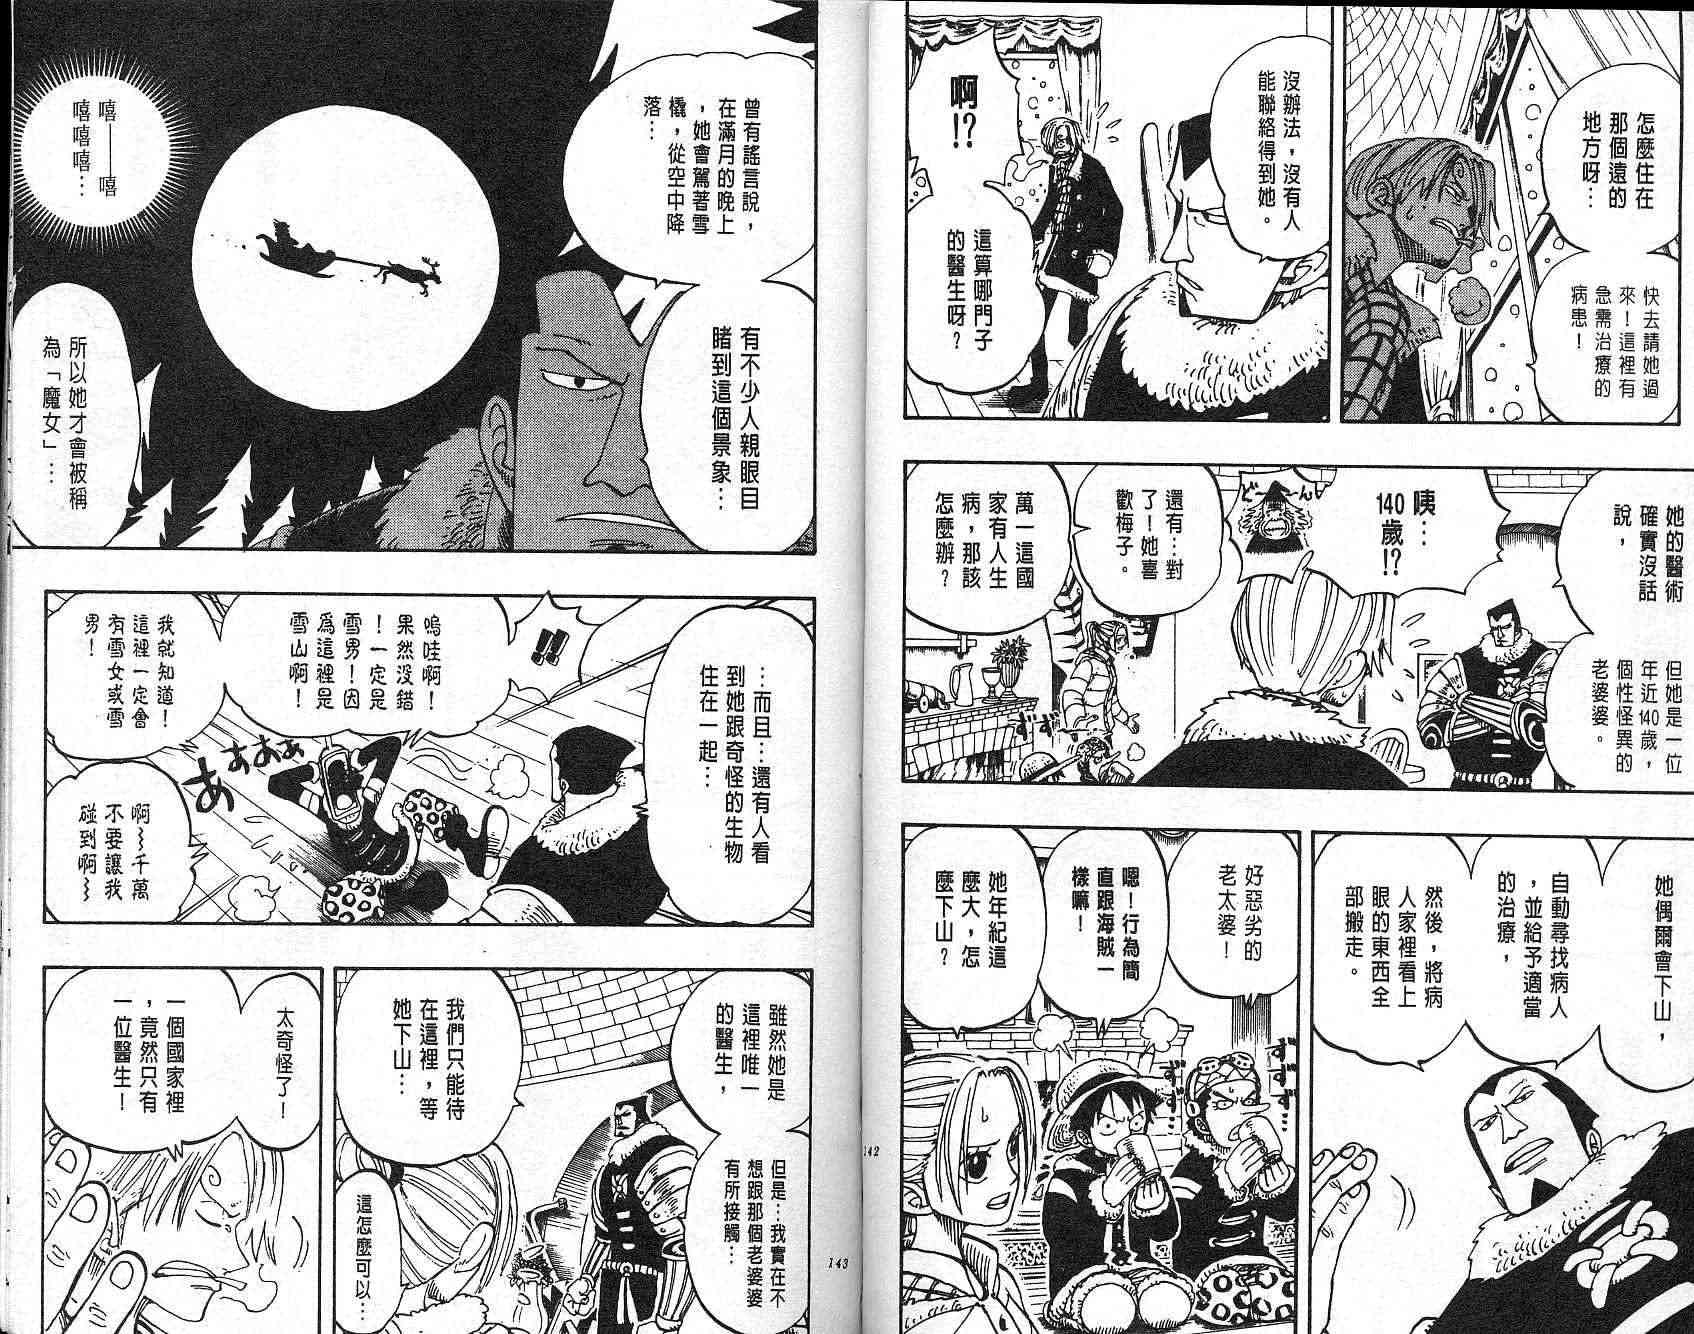 怎麼住在
那個遠的
地方呀…
快去請她過
來！這裡有
急需治療的
病患！
沒辦法，沒有人
能聯絡得到她。
啊!?
這算哪門子
的醫生呀？
她的醫術
確實沒話
說，
但她是一位
年近140歲，
個性怪異的
老婆婆。
咦…
140
歲!?
どーん
還有…對
了！她喜
歡梅子。
萬一這國
家有人生
病，那該
怎麼辦？
ずず
她偶爾會下山，
自動尋找病人
，並給予適當
的治療，
然後，將病
人家裡看上
眼的東西全
部搬走。
好惡劣的
老太婆！
嗯！行為簡
直跟海賊一
樣嘛！
她年紀這
麼大，怎
麼下山？
ずずず
ずず
142
曾有謠言說，
在滿月的晚上
，她會駕著雪
橇，從空中降
落…
有不少人親眼目
睹到這個景象…
嘻——嘻
嘻嘻嘻…
所以她才會被稱
為「魔女」…
…而且…還有人看
到她跟奇怪的生物
住在一起…
!!!
嗚哇啊！
果然沒錯
！一定是
雪男！因
為這裡是
雪山啊！
我就知道！
這裡一定會
有雪女或雪
男！
啊～千萬
不要讓我
碰到啊～
ああああ
雖然她是
這裡唯一
的醫生，
但是…我實在不
想跟那個老婆婆
有所接觸…
我們只能待
在這裡，等
她下山…
這怎麼可以…
太奇怪了！
一個國家裡
，竟然只有
一位醫生！
143